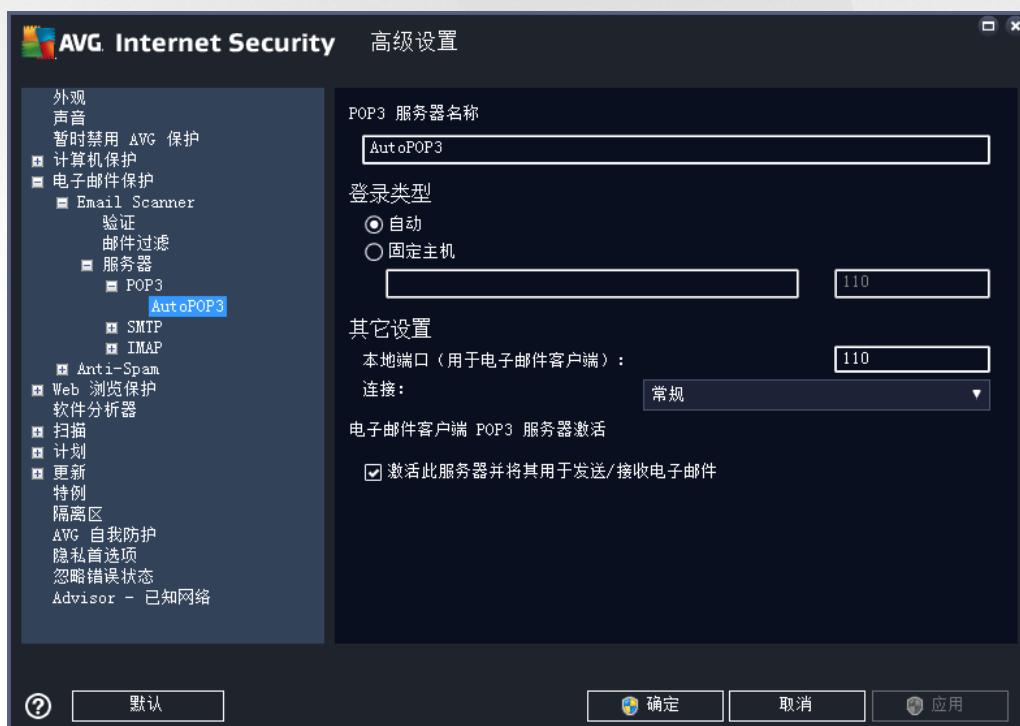 AVG Internet Security 高级设置
外观
声音
暂时禁用 AVG 保护
计算机保护
电子邮件保护
Email Scanner
验证
邮件过滤
服务器
POP3
AutoPOP3
SMTP
IMAP
Anti-Spam
Web 浏览保护
软件分析器
扫描
计划
更新
特例
隔离区
AVG 自我防护
隐私首选项
忽略错误状态
Advisor - 已知网络
POP3 服务器名称
AutoPOP3
登录类型
自动
固定主机
110
其它设置
本地端口（用于电子邮件客户端）: 110
连接: 常规
电子邮件客户端 POP3 服务器激活
激活此服务器并将其用于发送/接收电子邮件
默认 确定 取消 应用